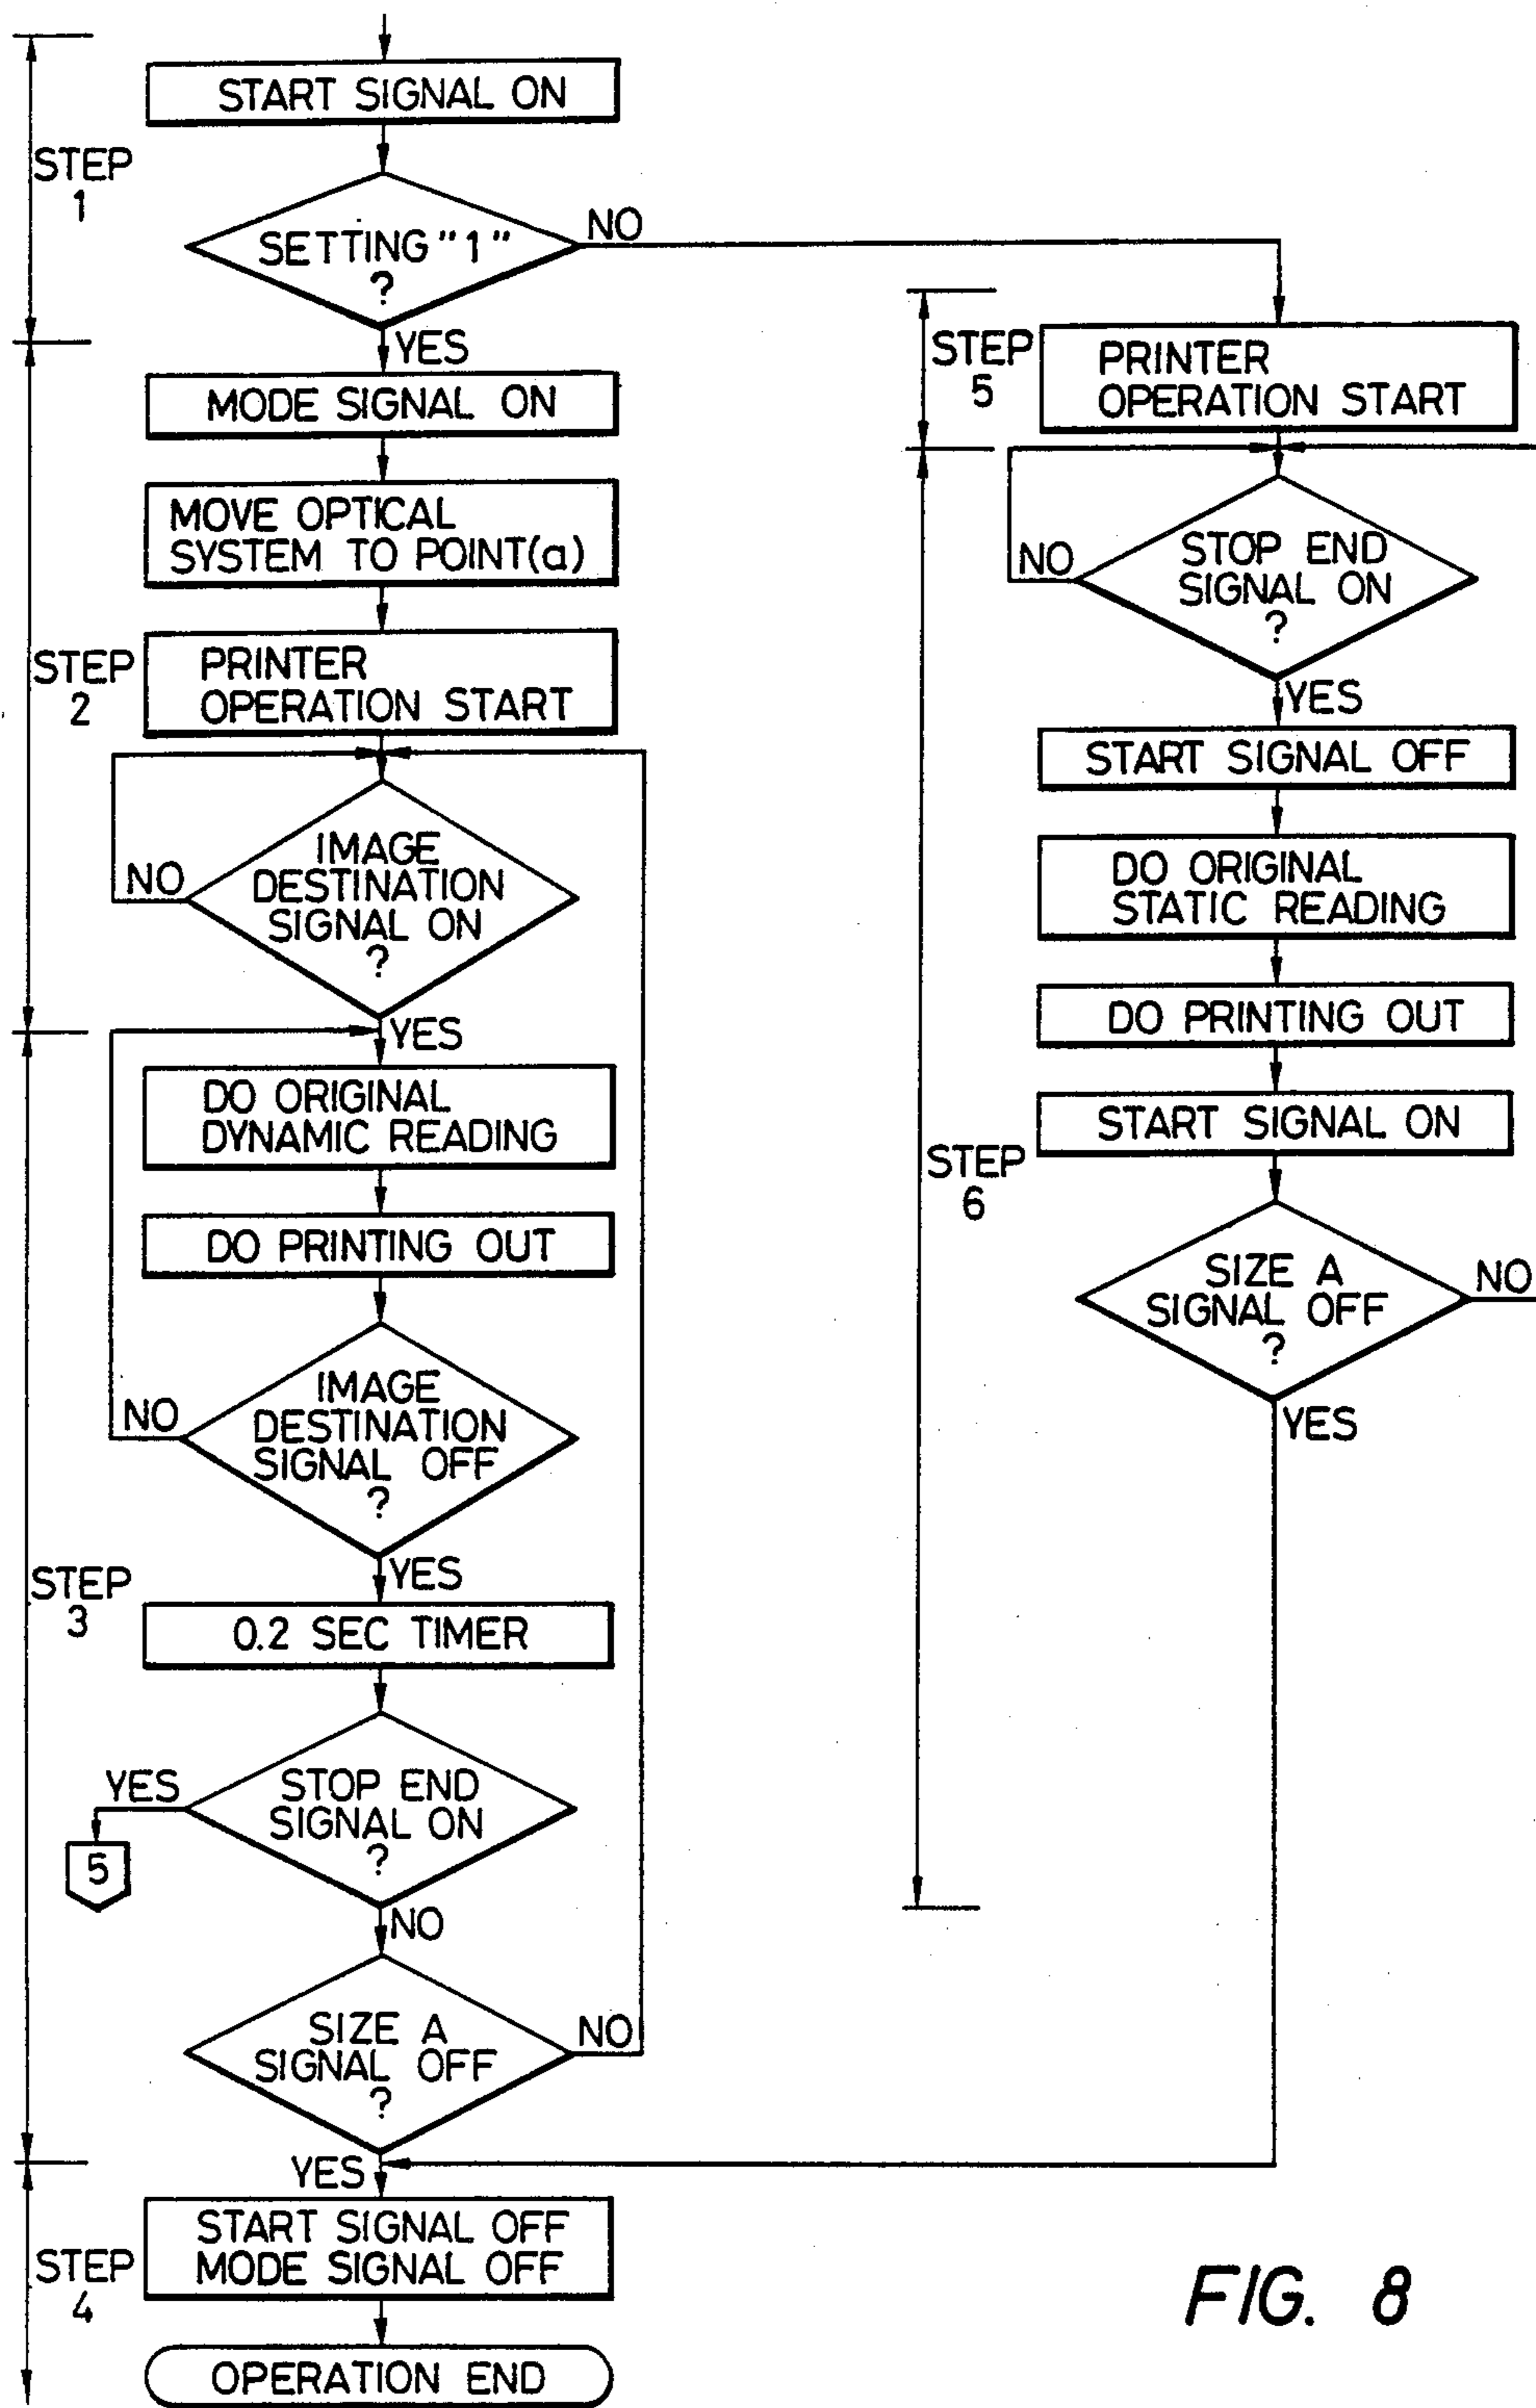 START SIGNAL ON
STEP
1
SETTING "1"
?
NO
YES
MODE SIGNAL ON
MOVE OPTICAL
SYSTEM TO POINT(a)
STEP
2
PRINTER
OPERATION START
IMAGE
DESTINATION
SIGNAL ON
?
NO
YES
DO ORIGINAL
DYNAMIC READING
DO PRINTING OUT
IMAGE
DESTINATION
SIGNAL OFF
?
NO
YES
STEP
3
0.2 SEC TIMER
STOP END
SIGNAL ON
?
YES
5
NO
SIZE A
SIGNAL OFF
?
NO
YES
STEP
4
START SIGNAL OFF
MODE SIGNAL OFF
OPERATION END
STEP
5
PRINTER
OPERATION START
STOP END
SIGNAL ON
?
NO
YES
START SIGNAL OFF
DO ORIGINAL
STATIC READING
DO PRINTING OUT
START SIGNAL ON
STEP
6
SIZE A
SIGNAL OFF
?
NO
YES
FIG. 8